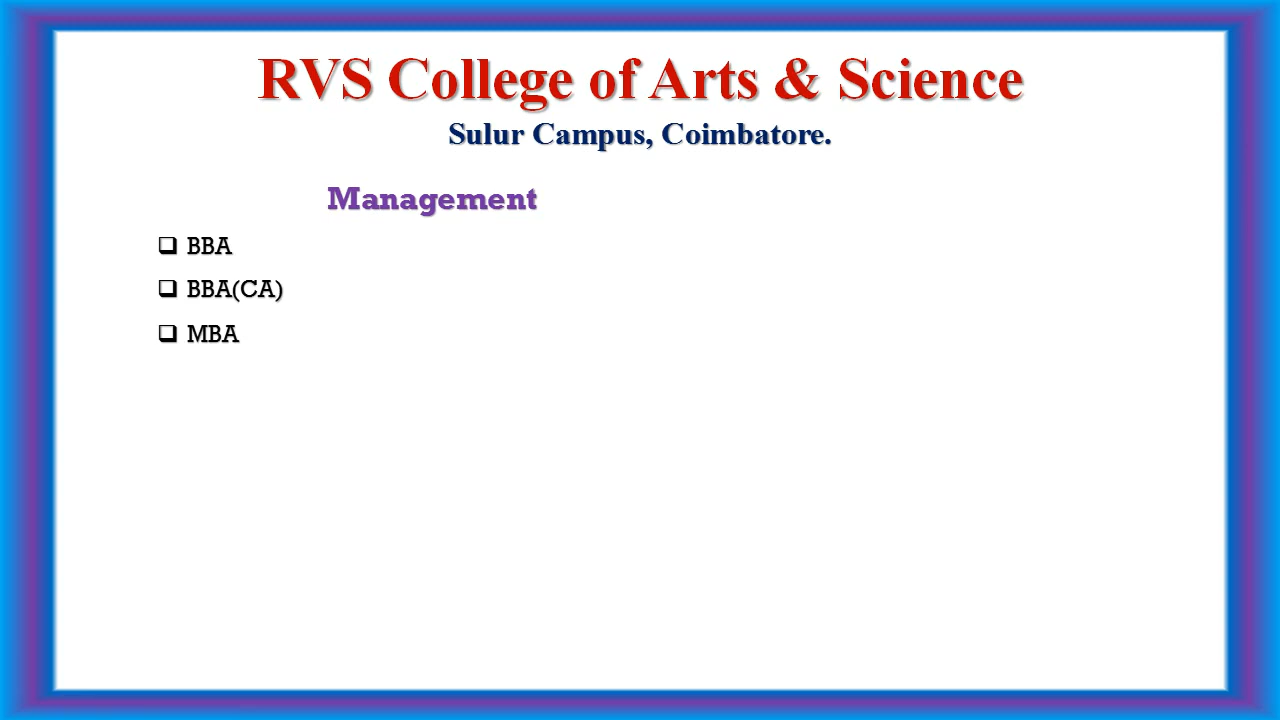 RVS College of Arts & Science
Sulur Campus, Coimbatore.
Management
BBA
BBA(CA)
MBA